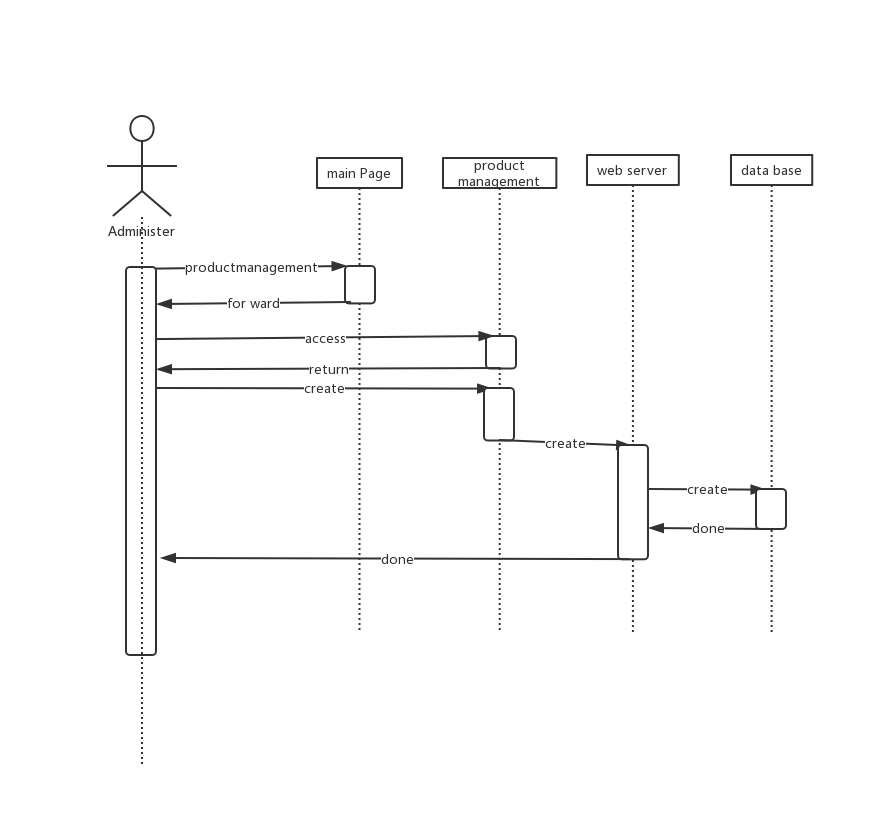 main Page
product
management
web server
data base
Administer
productmanagement
for ward
access
return
create
create
create
done
done